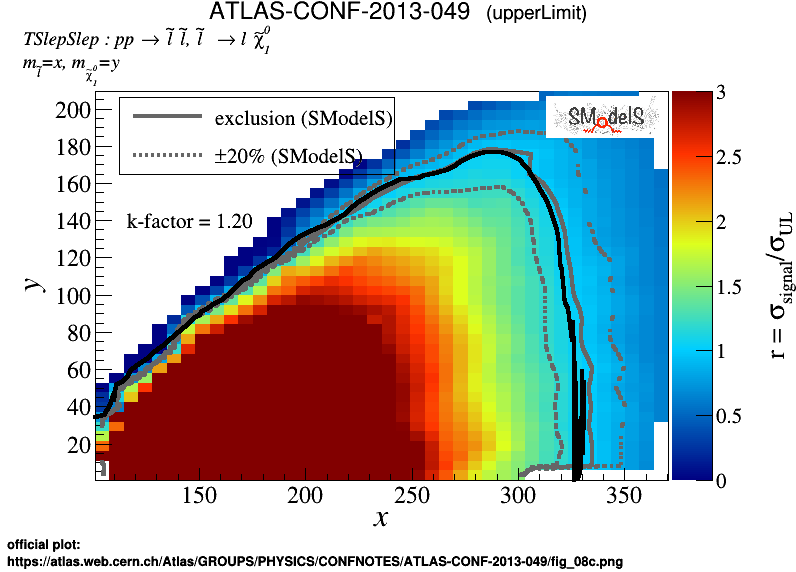 ATLAS-CONF-2013-049 (upperLimit)
TSlepSlep : pp → l̃ l̃, l̃ → l χ̃₁⁰
m_l̃=x, m_χ̃₁⁰=y
exclusion (SModelS)
±20% (SModelS)
SModelS
k-factor = 1.20
200
180
160
140
120
100
80
60
40
20
y
150 200 250 300 350
x
3
2.5
2
1.5
1
0.5
0
r = σ_signal/σ_UL
official plot:
https://atlas.web.cern.ch/Atlas/GROUPS/PHYSICS/CONFNOTES/ATLAS-CONF-2013-049/fig_08c.png